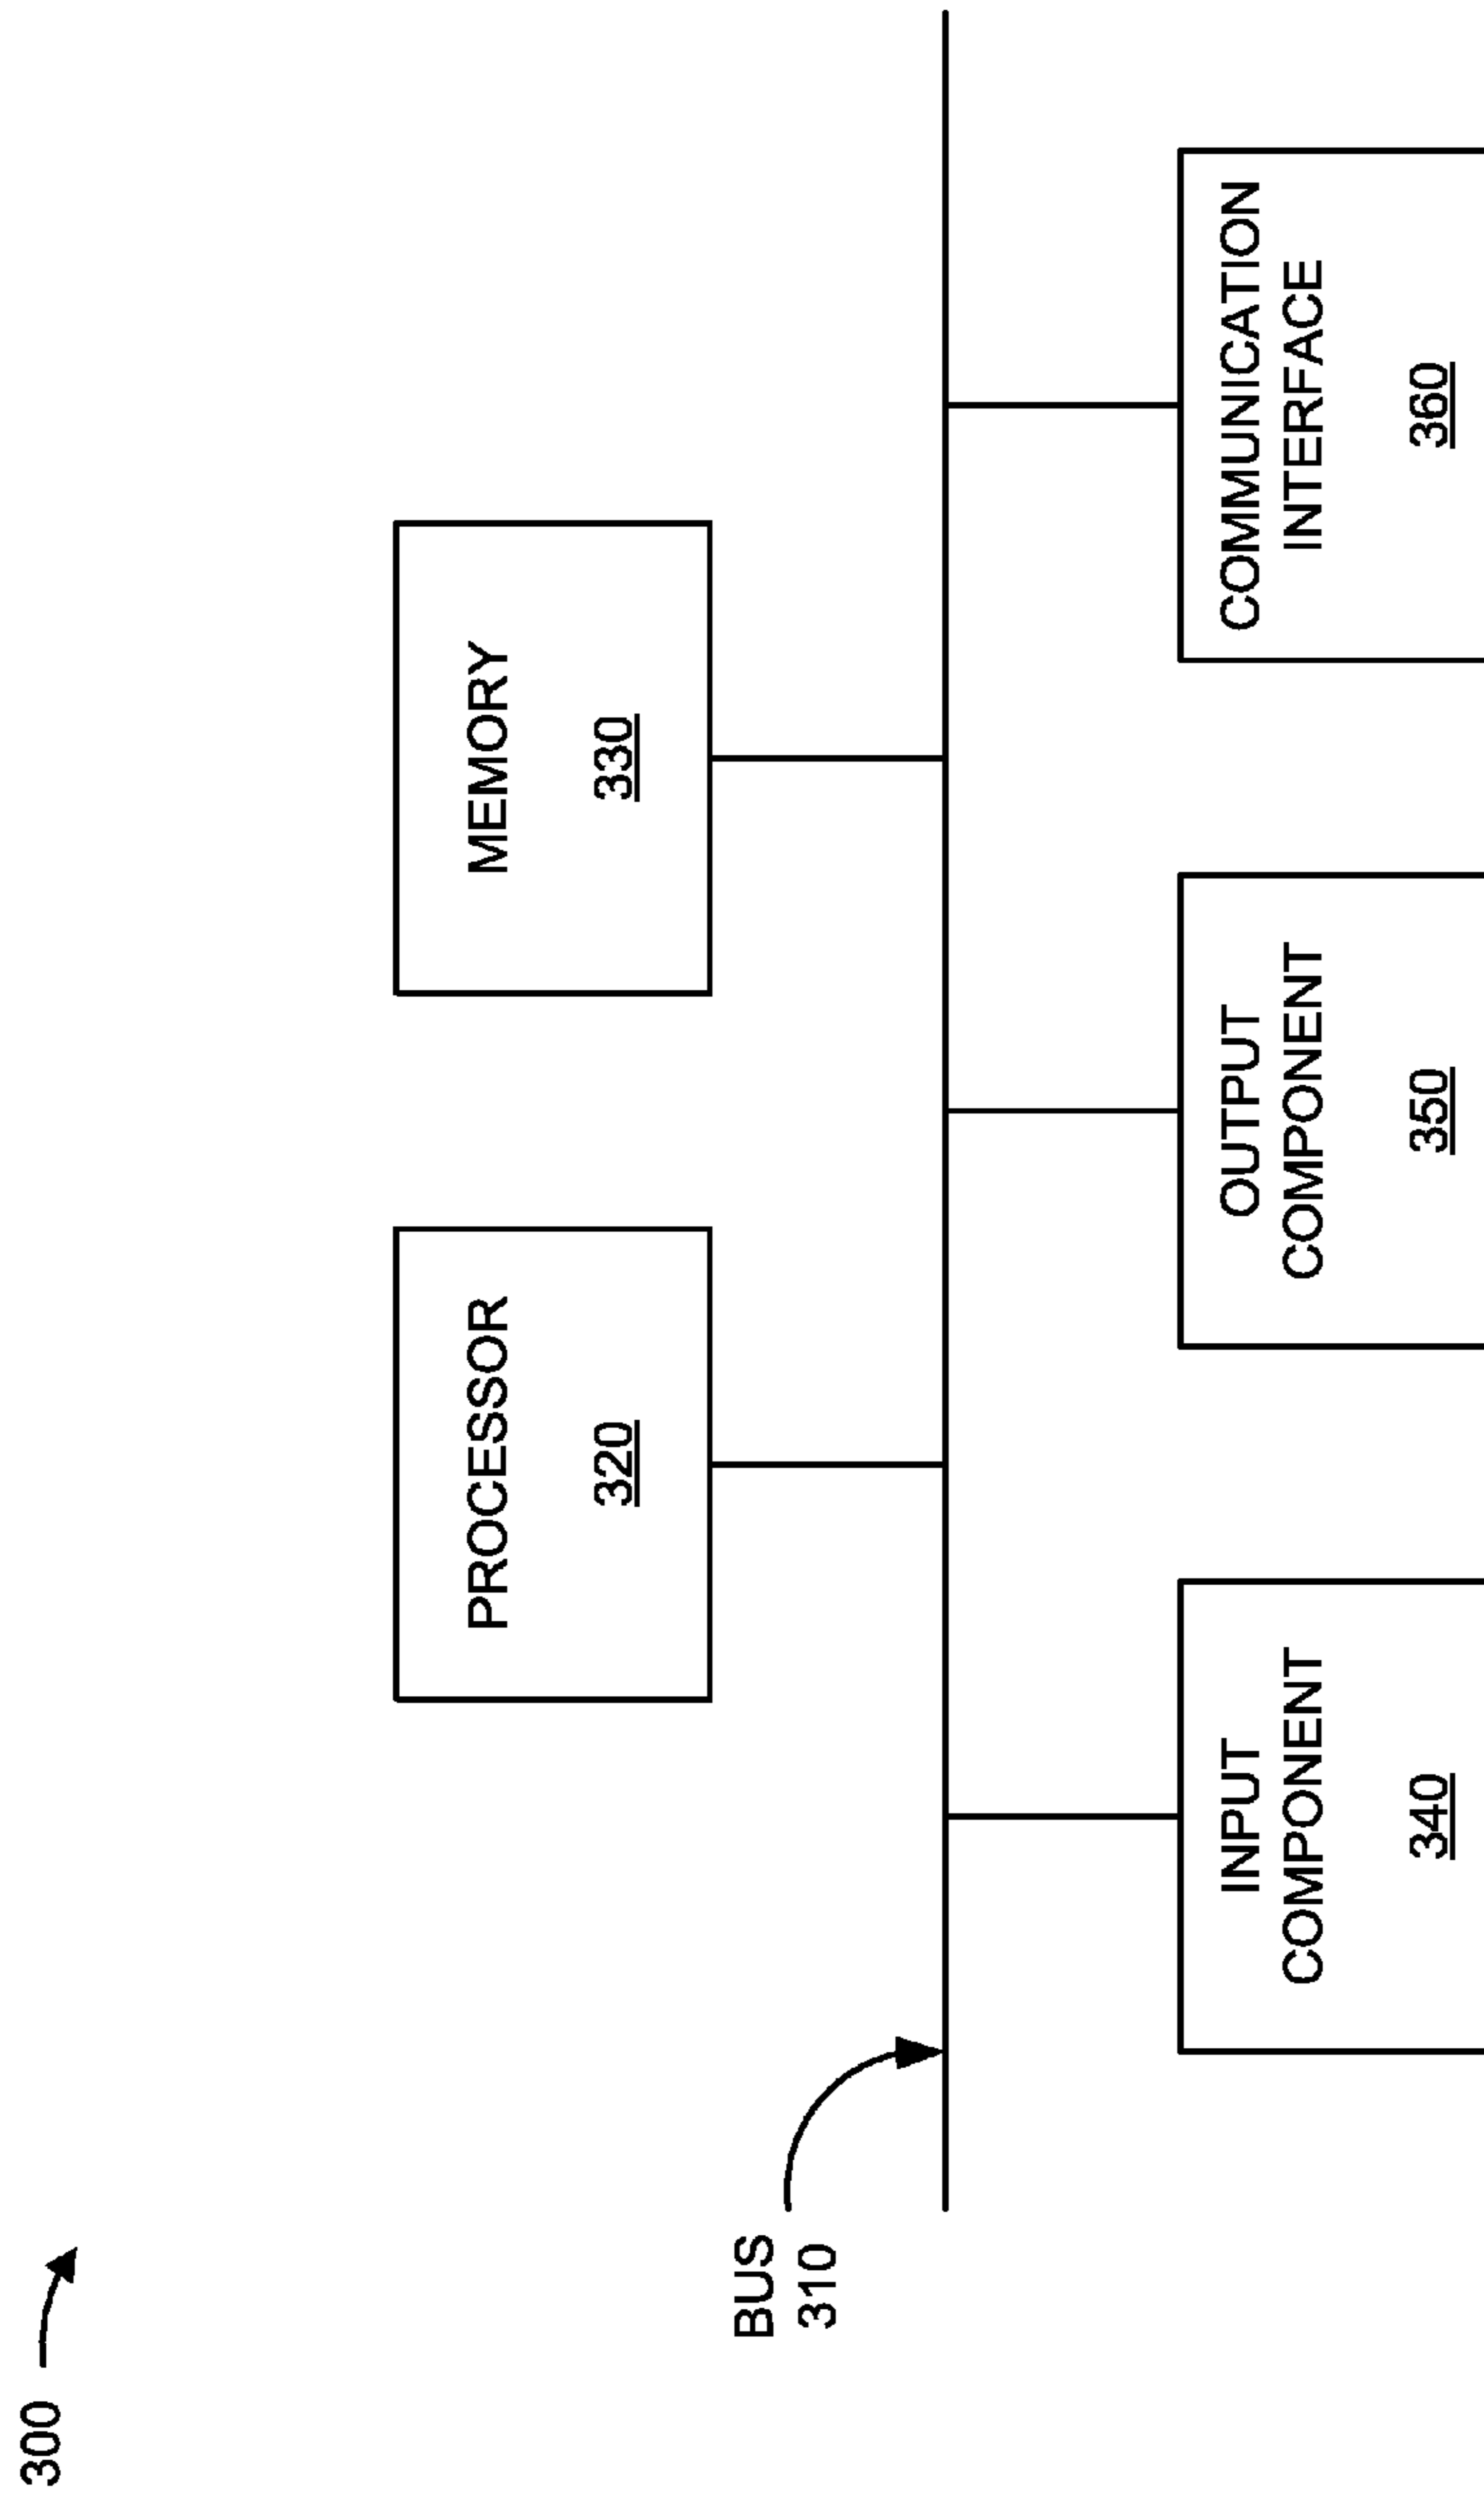 300
PROCESSOR
320
MEMORY
330
BUS
310
INPUT
COMPONENT
340
OUTPUT
COMPONENT
350
COMMUNICATION
INTERFACE
360